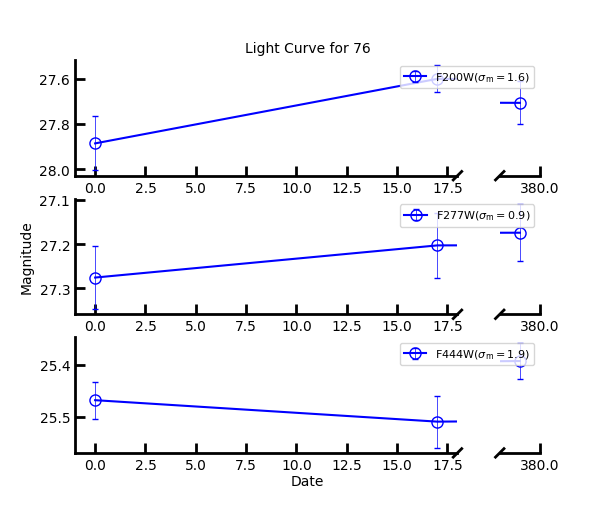 Light Curve for 76
F200W(σm = 1.6)
27.6
27.8
28.0
0.0 2.5 5.0 7.5 10.0 12.5 15.0 17.5 380.0
F277W(σm = 0.9)
27.1
27.2
27.3
0.0 2.5 5.0 7.5 10.0 12.5 15.0 17.5 380.0
Magnitude
F444W(σm = 1.9)
25.4
25.5
0.0 2.5 5.0 7.5 10.0 12.5 15.0 17.5 380.0
Date